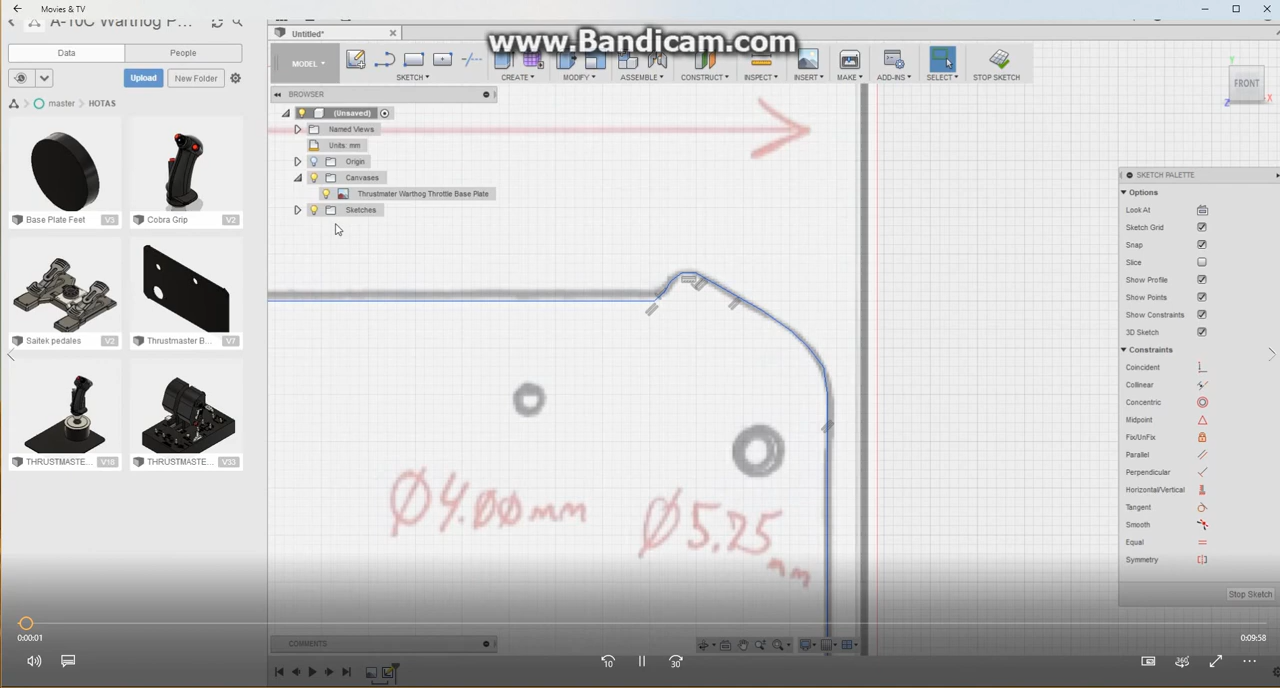 Movies & TV
A-10C Warthog P...
Untitled*
www.Bandicam.com
Data
People
MODEL
SKETCH
CREATE
MODIFY
ASSEMBLE
CONSTRUCT
INSPECT
INSERT
MAKE
ADD-INS
SELECT
STOP SKETCH
Upload
New Folder
master
HOTAS
BROWSER
(Unsaved)
Named Views
Units: mm
Origin
Canvases
Thrustmater Warthog Throttle Base Plate
Sketches
FRONT
Y
X
Z
Base Plate Feet
V3
Cobra Grip
V2
Saitek pedales
V2
Thrustmaster B...
V7
THRUSTMASTE...
V18
THRUSTMASTE...
V33
SKETCH PALETTE
Options
Look At
Sketch Grid
Snap
Slice
Show Profile
Show Points
Show Constraints
3D Sketch
Constraints
Coincident
Collinear
Concentric
Midpoint
Fix/UnFix
Parallel
Perpendicular
Horizontal/Vertical
Tangent
Smooth
Equal
Symmetry
Stop Sketch
Ø4.00mm
Ø5.25
mm
COMMENTS
0:00:01
0:09:58
10
30